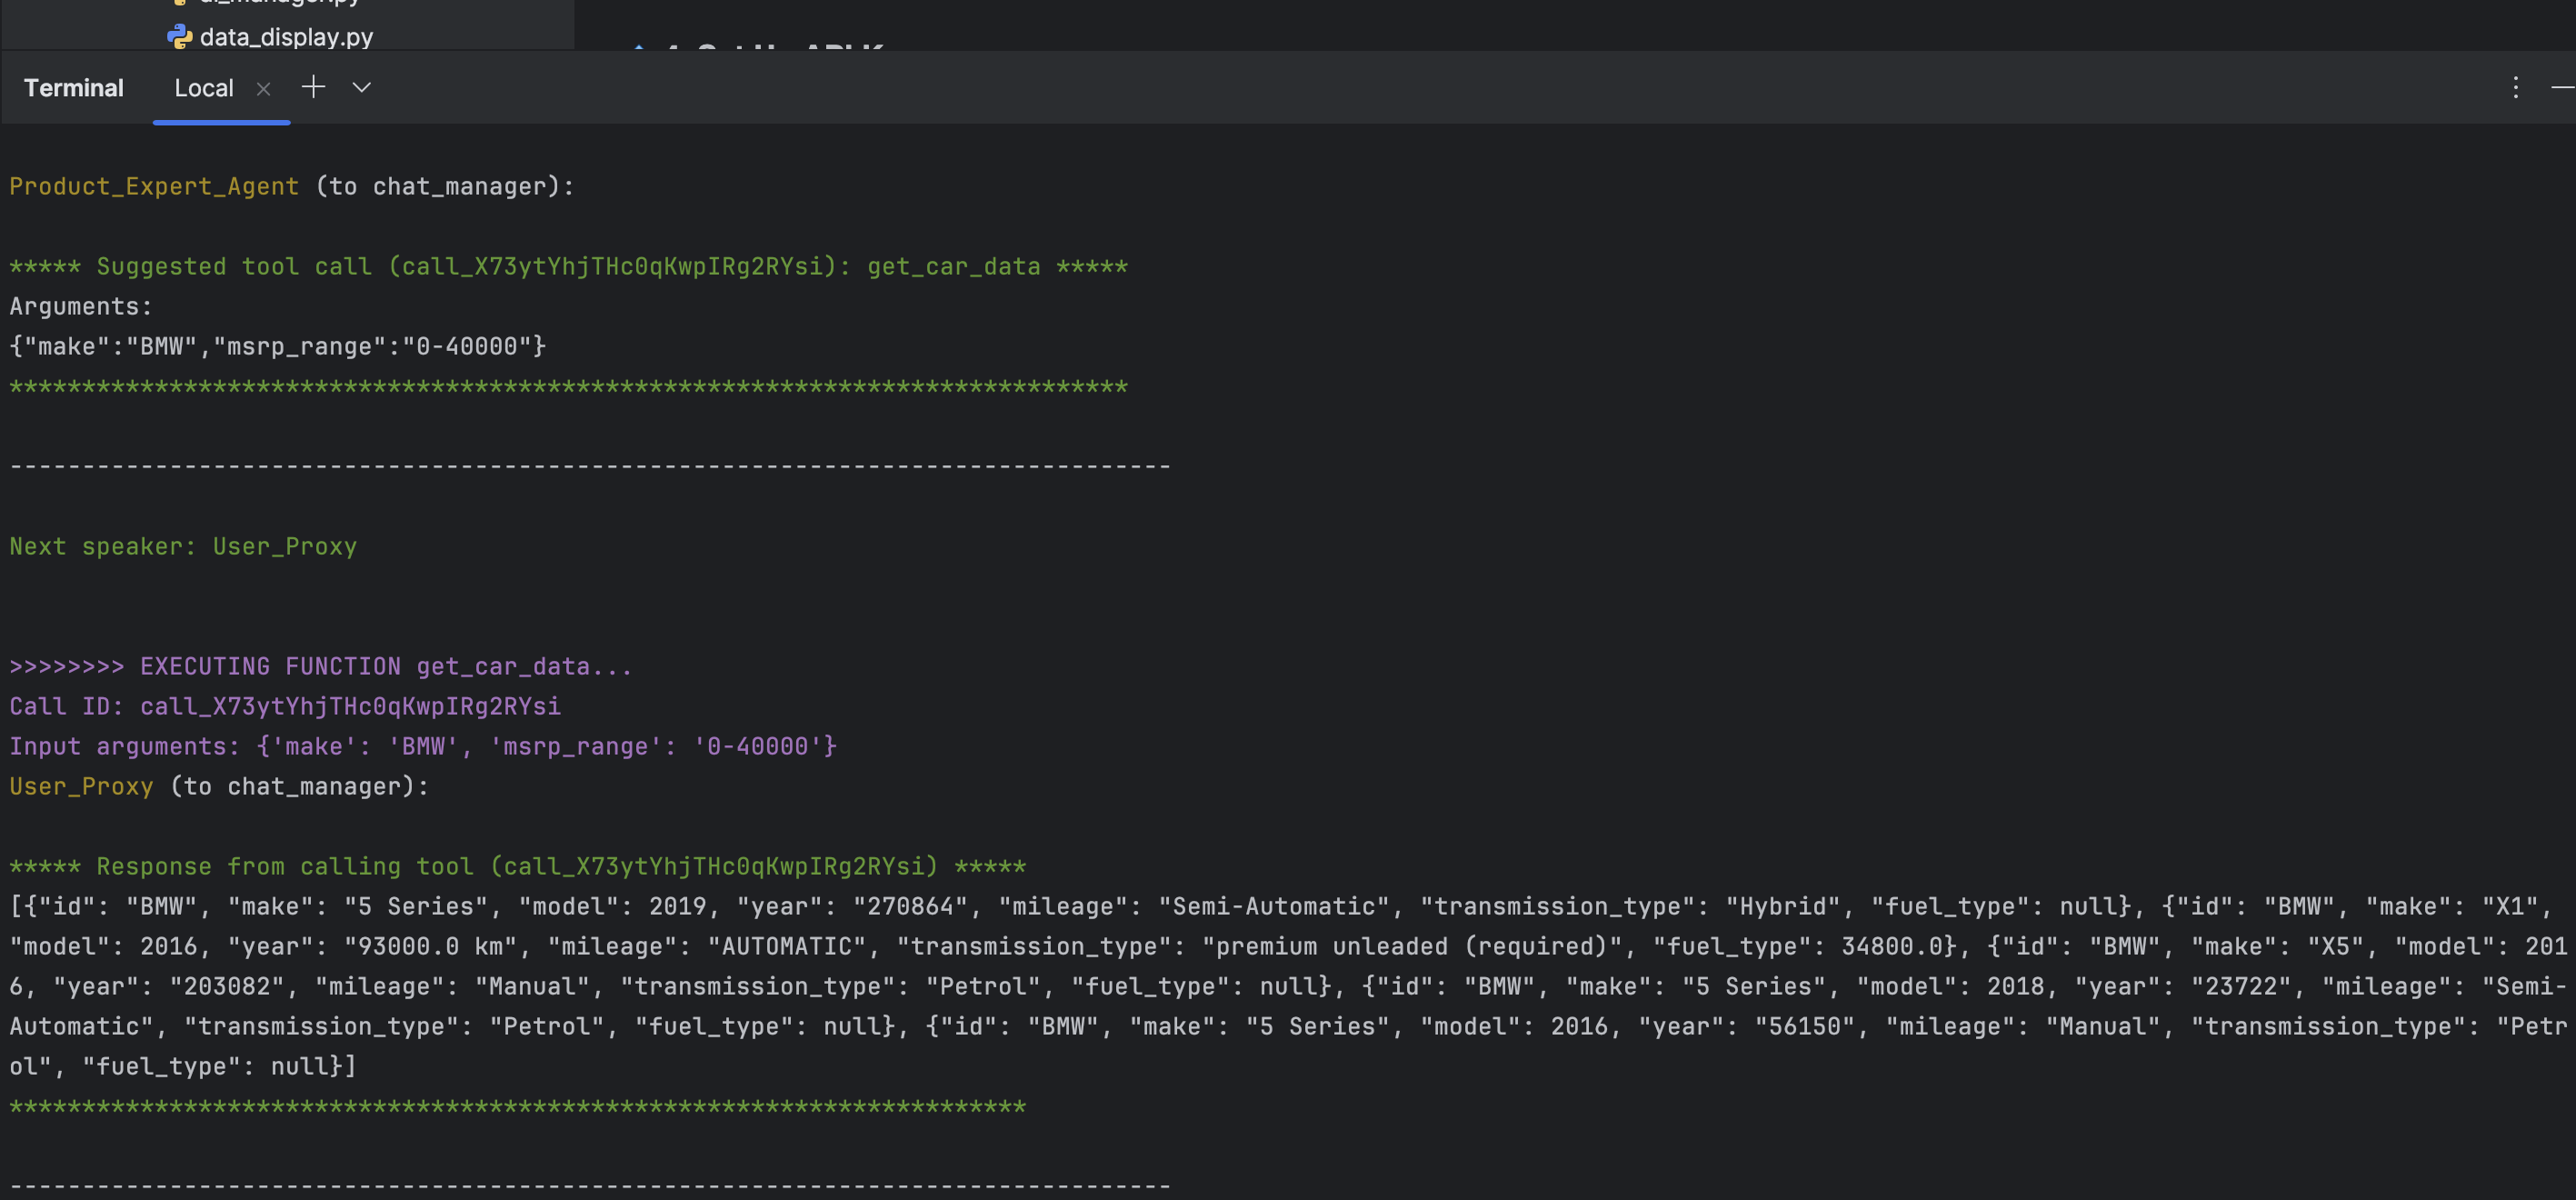 data_display.py
Terminal Local
Product_Expert_Agent (to chat_manager):
***** Suggested tool call (call_X73ytYhjTHc0qKwpIRg2RYsi): get_car_data *****
Arguments:
{"make":"BMW","msrp_range":"0-40000"}
*****************************************************************************
--------------------------------------------------------------------------------
Next speaker: User_Proxy
>>>>>>>> EXECUTING FUNCTION get_car_data...
Call ID: call_X73ytYhjTHc0qKwpIRg2RYsi
Input arguments: {'make': 'BMW', 'msrp_range': '0-40000'}
User_Proxy (to chat_manager):
***** Response from calling tool (call_X73ytYhjTHc0qKwpIRg2RYsi) *****
[{"id": "BMW", "make": "5 Series", "model": 2019, "year": "270864", "mileage": "Semi-Automatic", "transmission_type": "Hybrid", "fuel_type": null}, {"id": "BMW", "make": "X1",
"model": 2016, "year": "93000.0 km", "mileage": "AUTOMATIC", "transmission_type": "premium unleaded (required)", "fuel_type": 34800.0}, {"id": "BMW", "make": "X5", "model": 201
6, "year": "203082", "mileage": "Manual", "transmission_type": "Petrol", "fuel_type": null}, {"id": "BMW", "make": "5 Series", "model": 2018, "year": "23722", "mileage": "Semi-
Automatic", "transmission_type": "Petrol", "fuel_type": null}, {"id": "BMW", "make": "5 Series", "model": 2016, "year": "56150", "mileage": "Manual", "transmission_type": "Petr
ol", "fuel_type": null}]
**********************************************************************
--------------------------------------------------------------------------------